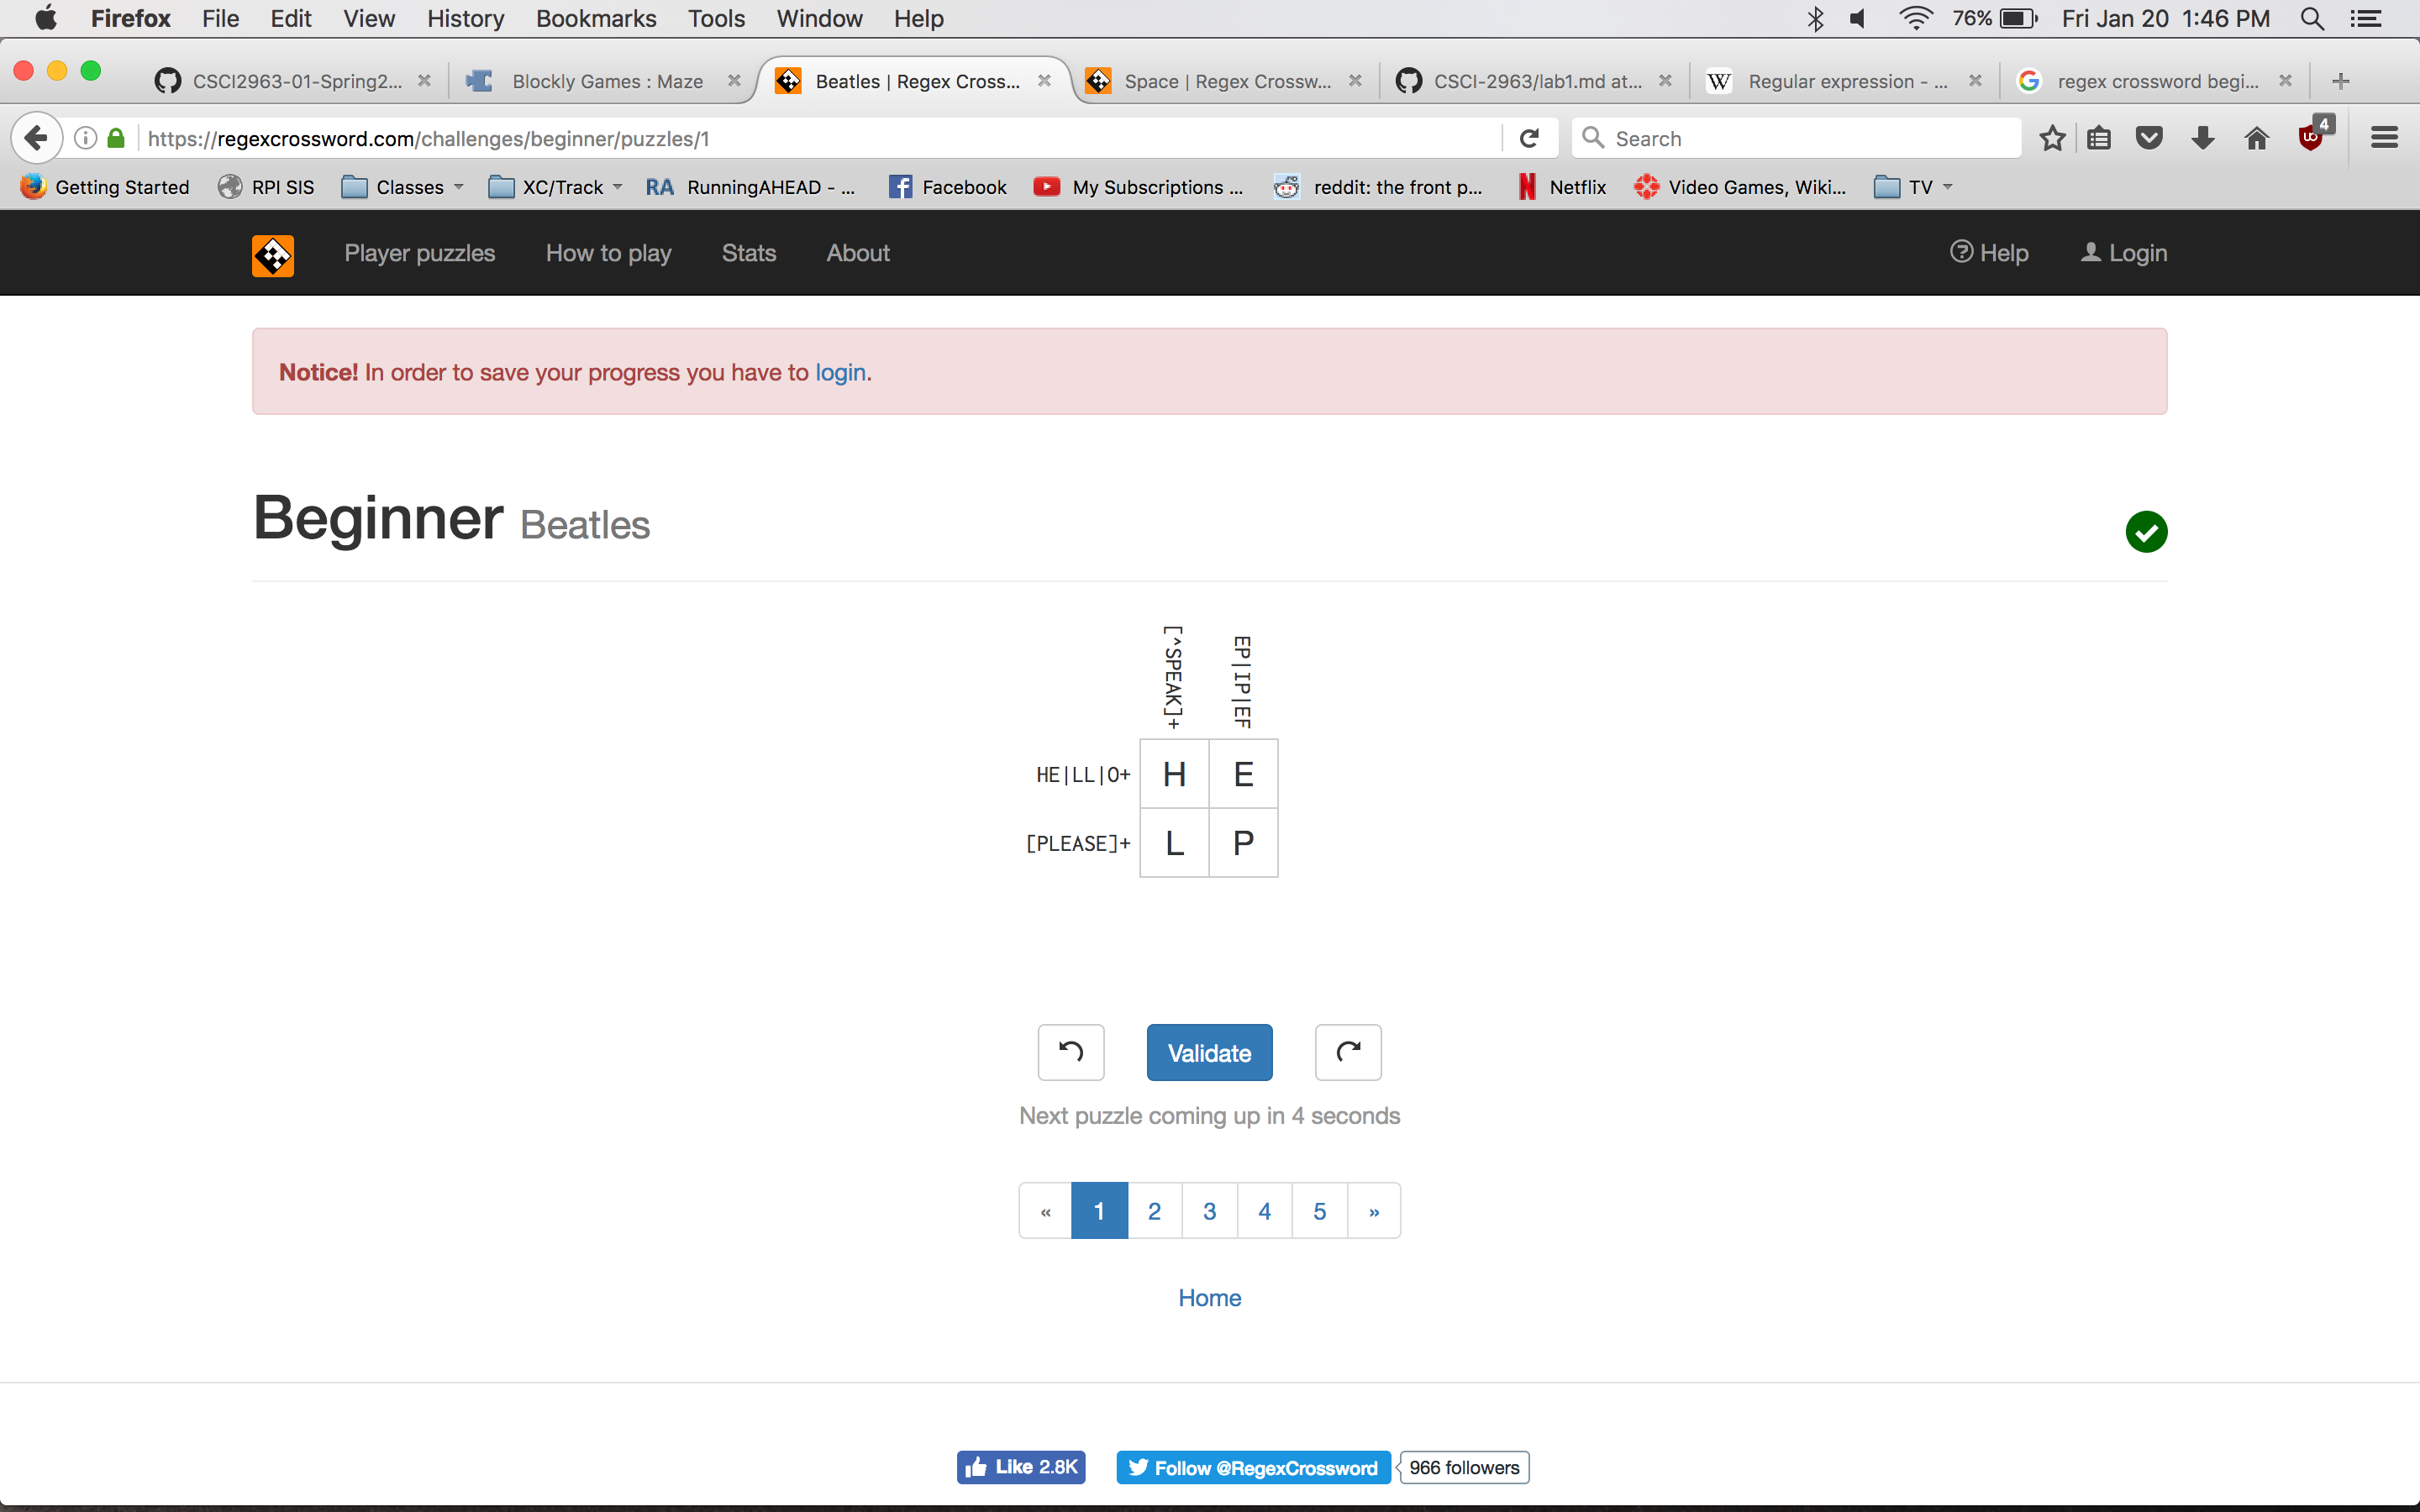 Firefox File Edit View History Bookmarks Tools Window Help 76% Fri Jan 20 1:46 PM
CSCI2963-01-Spring2... Blockly Games : Maze Beatles | Regex Cross... Space | Regex Crossw... CSCI-2963/lab1.md at... W Regular expression - ... G regex crossword begi...
https://regexcrossword.com/challenges/beginner/puzzles/1 Search 4
Getting Started RPI SIS Classes XC/Track RA RunningAHEAD - ... Facebook My Subscriptions ... reddit: the front p... Netflix Video Games, Wiki... TV
Player puzzles How to play Stats About Help Login
Notice! In order to save your progress you have to login.
Beginner Beatles
[^SPEAK]+ EP|IP|EF
HE|LL|O+ H E
[PLEASE]+ L P
Validate
Next puzzle coming up in 4 seconds
« 1 2 3 4 5 »
Home
Like 2.8K Follow @RegexCrossword 966 followers